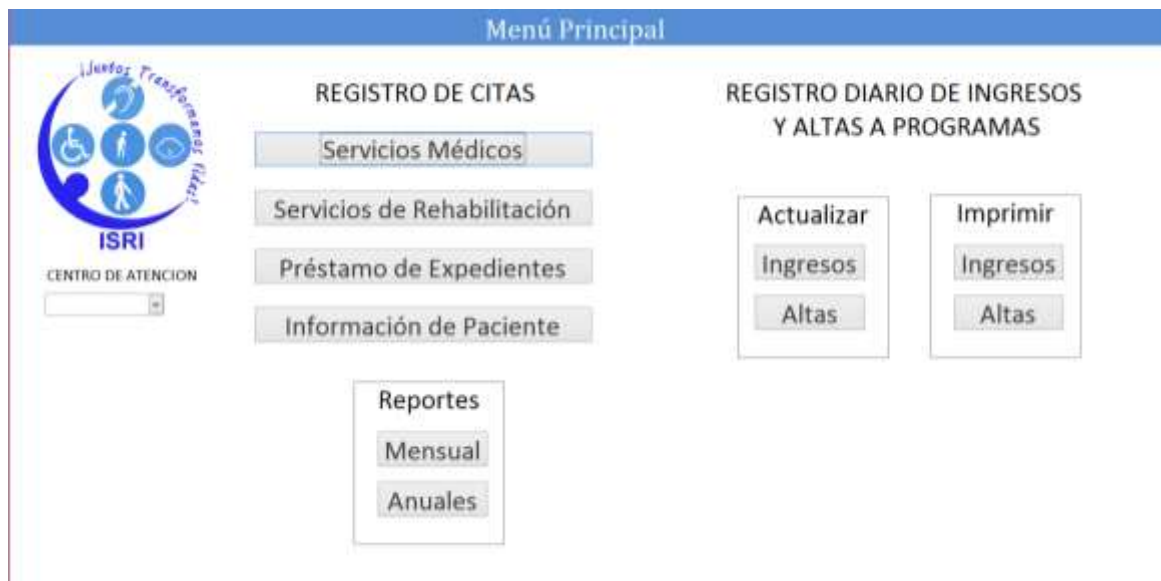 Menú Principal
¡Juntos Transformamos Vidas!
ISRI
CENTRO DE ATENCION
REGISTRO DE CITAS
Servicios Médicos
Servicios de Rehabilitación
Préstamo de Expedientes
Información de Paciente
Reportes
Mensual
Anuales
REGISTRO DIARIO DE INGRESOS
Y ALTAS A PROGRAMAS
Actualizar
Ingresos
Altas
Imprimir
Ingresos
Altas